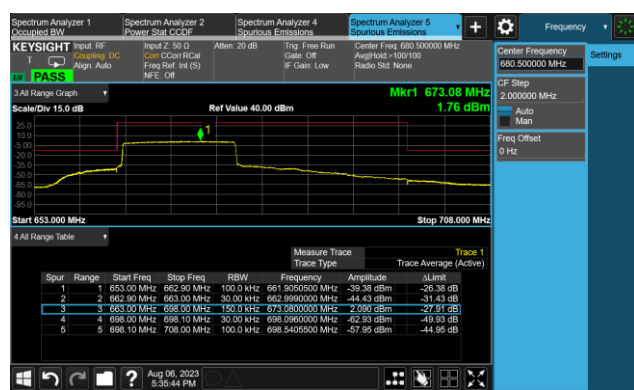 Spectrum Analyzer 1
Occupied BW
Spectrum Analyzer 2
Power Stat CCDF
Spectrum Analyzer 4
Spurious Emissions
Spectrum Analyzer 5
Spurious Emissions
Frequency
KEYSIGHT
T
LW
PASS
Input: RF
Coupling: DC
Align: Auto
Input Z: 50 Ω
Corr CCorr RCal
Freq Ref: Int (S)
NFE: Off
Atten: 20 dB
Trig: Free Run
Gate: Off
IF Gain: Low
Center Freq: 680.500000 MHz
Avg|Hold:>100/100
Radio Std: None
Center Frequency
680.500000 MHz
Settings
CF Step
2.000000 MHz
Auto
Man
Freq Offset
0 Hz
3 All Range Graph
Mkr1 673.08 MHz
Scale/Div 15.0 dB
Ref Value 40.00 dBm
1.76 dBm
25.0
10.0
-5.00
-20.0
-35.0
-50.0
-65.0
-80.0
-95.0
1
Start 653.000 MHz
Stop 708.000 MHz
4 All Range Table
Measure Trace Trace 1
Trace Type Trace Average (Active)
Spur Range Start Freq Stop Freq RBW Frequency Amplitude ΔLimit
1 1 653.00 MHz 662.90 MHz 100.0 kHz 661.9050500 MHz -39.38 dBm -26.38 dB
2 2 662.90 MHz 663.00 MHz 30.00 kHz 662.9990000 MHz -44.43 dBm -31.43 dB
3 3 663.00 MHz 698.00 MHz 150.0 kHz 673.0800000 MHz 2.090 dBm -27.91 dB
4 4 698.00 MHz 698.10 MHz 30.00 kHz 698.0960000 MHz -62.93 dBm -49.93 dB
5 5 698.10 MHz 708.00 MHz 100.0 kHz 698.5405500 MHz -57.95 dBm -44.95 dB
Aug 06, 2023
5:35:44 PM